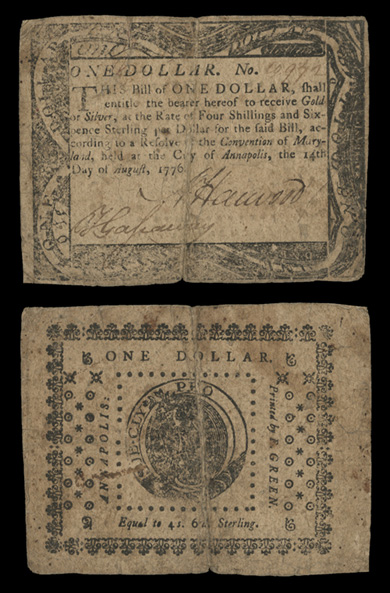 ONE DOLLAR. No.
THIS Bill of ONE DOLLAR, shall
entitle the bearer hereof to receive Gold
or Silver, at the Rate of Four Shillings and Six-
pence Sterling per Dollar for the said Bill, ac-
cording to a Resolve of the Convention of Mary-
land, held at the City of Annapolis, the 14th
Day of August, 1776.
Harwood
Gassaway
ONE DOLLAR.
ANNAPOLIS:
PRO
Printed by F. GREEN.
Equal to 4s. 6d. Sterling.